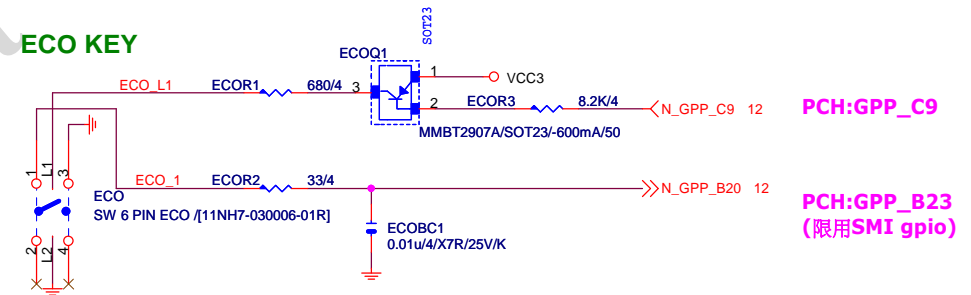 SOT23
ECO KEY
ECOQ1
1
VCC3
ECO_L1
ECOR1
680/4
3
2
ECOR3
8.2K/4
N_GPP_C9 12
PCH:GPP_C9
MMBT2907A/SOT23/-600mA/50
1
L1
3
ECO_1
ECOR2
33/4
N_GPP_B20 12
ECO
SW 6 PIN ECO /[11NH7-030006-01R]
PCH:GPP_B23
(限用SMI gpio)
ECOBC1
0.01u/4/X7R/25V/K
2
L2
4